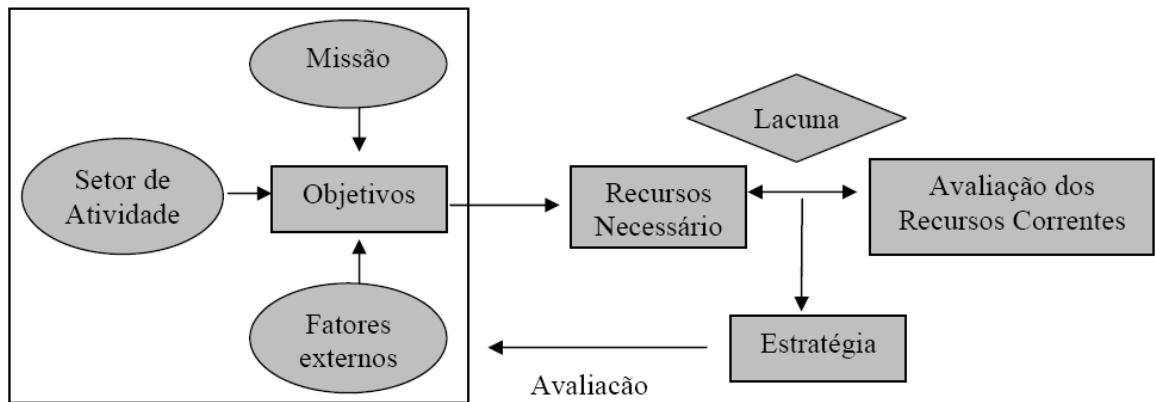 Missão
Lacuna
Setor de
Atividade
Objetivos
Recursos
Necessário
Avaliação dos
Recursos Correntes
Fatores
externos
Estratégia
Avaliacão